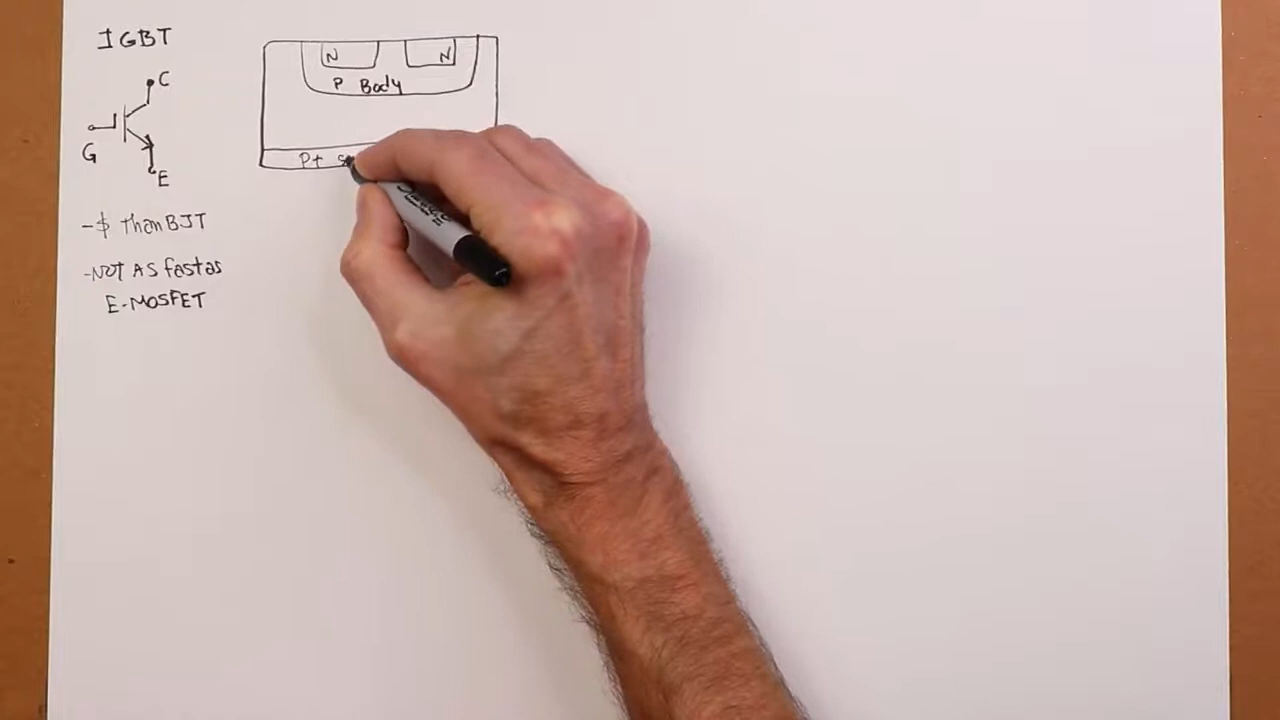 IGBT
C
G
E
-$ than BJT
-NOT AS fast as
E-MOSFET
N N
P Body
P+ S